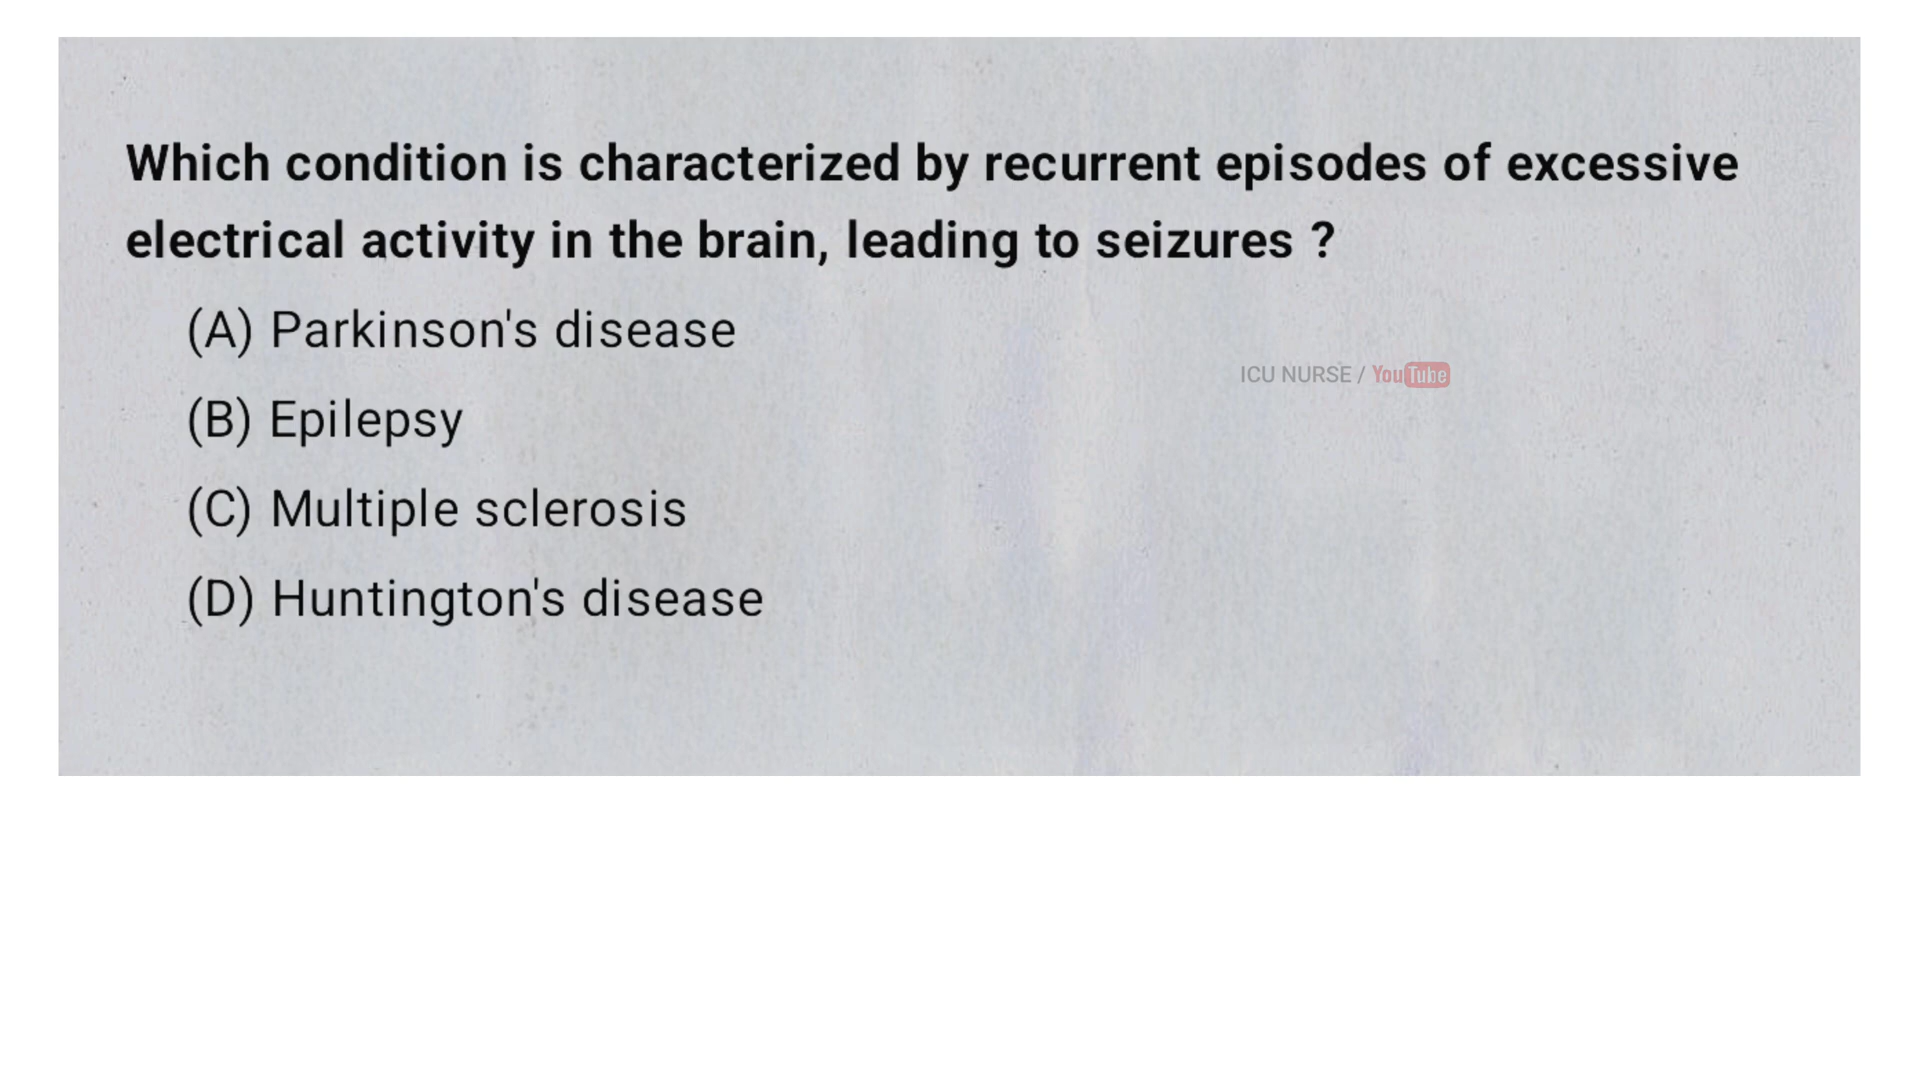 Which condition is characterized by recurrent episodes of excessive
electrical activity in the brain, leading to seizures ?
(A) Parkinson's disease
ICU NURSE / YouTube
(B) Epilepsy
(C) Multiple sclerosis
(D) Huntington's disease